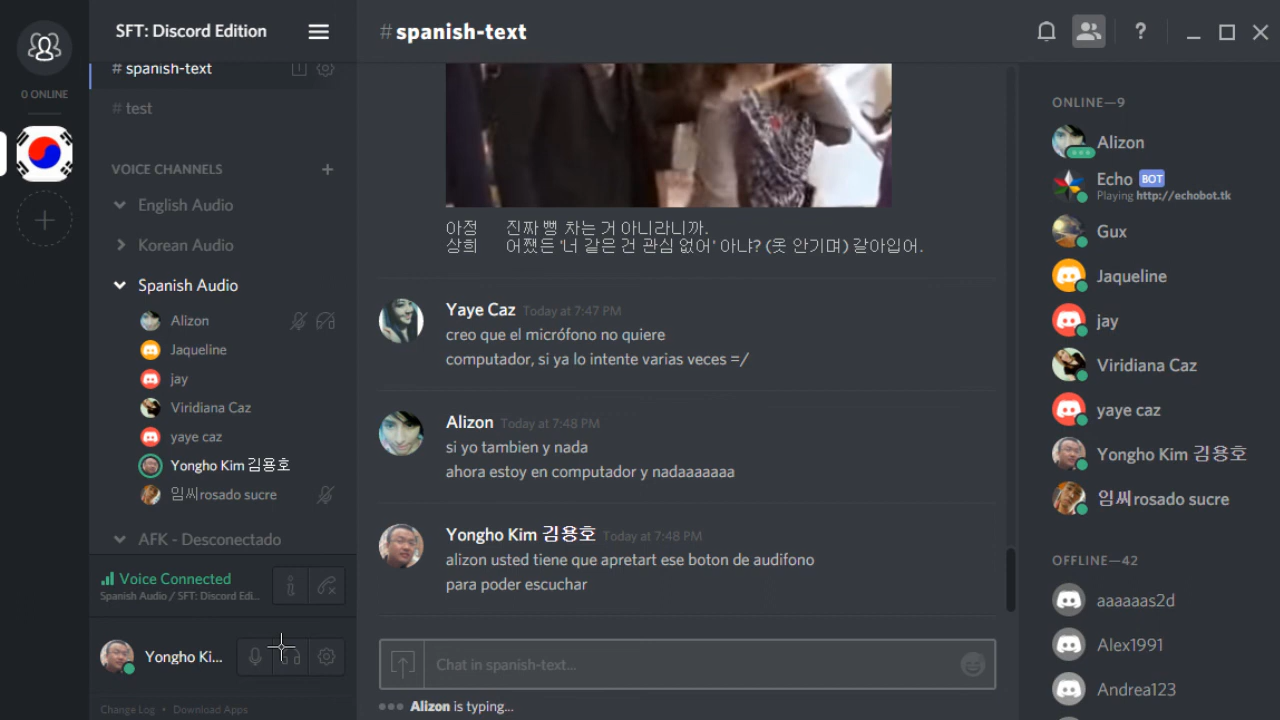 0 ONLINE
SFT: Discord Edition
# spanish-text
# test
VOICE CHANNELS
English Audio
Korean Audio
Spanish Audio
Alizon
Jaqueline
jay
Viridiana Caz
yaye caz
Yongho Kim 김용호
임씨rosado sucre
AFK - Desconectado
Voice Connected
Spanish Audio / SFT: Discord Edi...
Yongho Ki...
Change Log • Download Apps
# spanish-text
아정 진짜 뻥 차는 거 아니라니까.
상희 어쨌든 '너 같은 건 관심 없어' 아냐? (옷 안기며) 갈아입어.
Yaye Caz Today at 7:47 PM
creo que el micrófono no quiere
computador, si ya lo intente varias veces =/
Alizon Today at 7:48 PM
si yo tambien y nada
ahora estoy en computador y nadaaaaaaa
Yongho Kim 김용호 Today at 7:48 PM
alizon usted tiene que apretart ese boton de audifono
para poder escuchar
Chat in spanish-text...
Alizon is typing...
?
ONLINE—9
Alizon
Echo BOT
Playing http://echobot.tk
Gux
Jaqueline
jay
Viridiana Caz
yaye caz
Yongho Kim 김용호
임씨rosado sucre
OFFLINE—42
aaaaaas2d
Alex1991
Andrea123